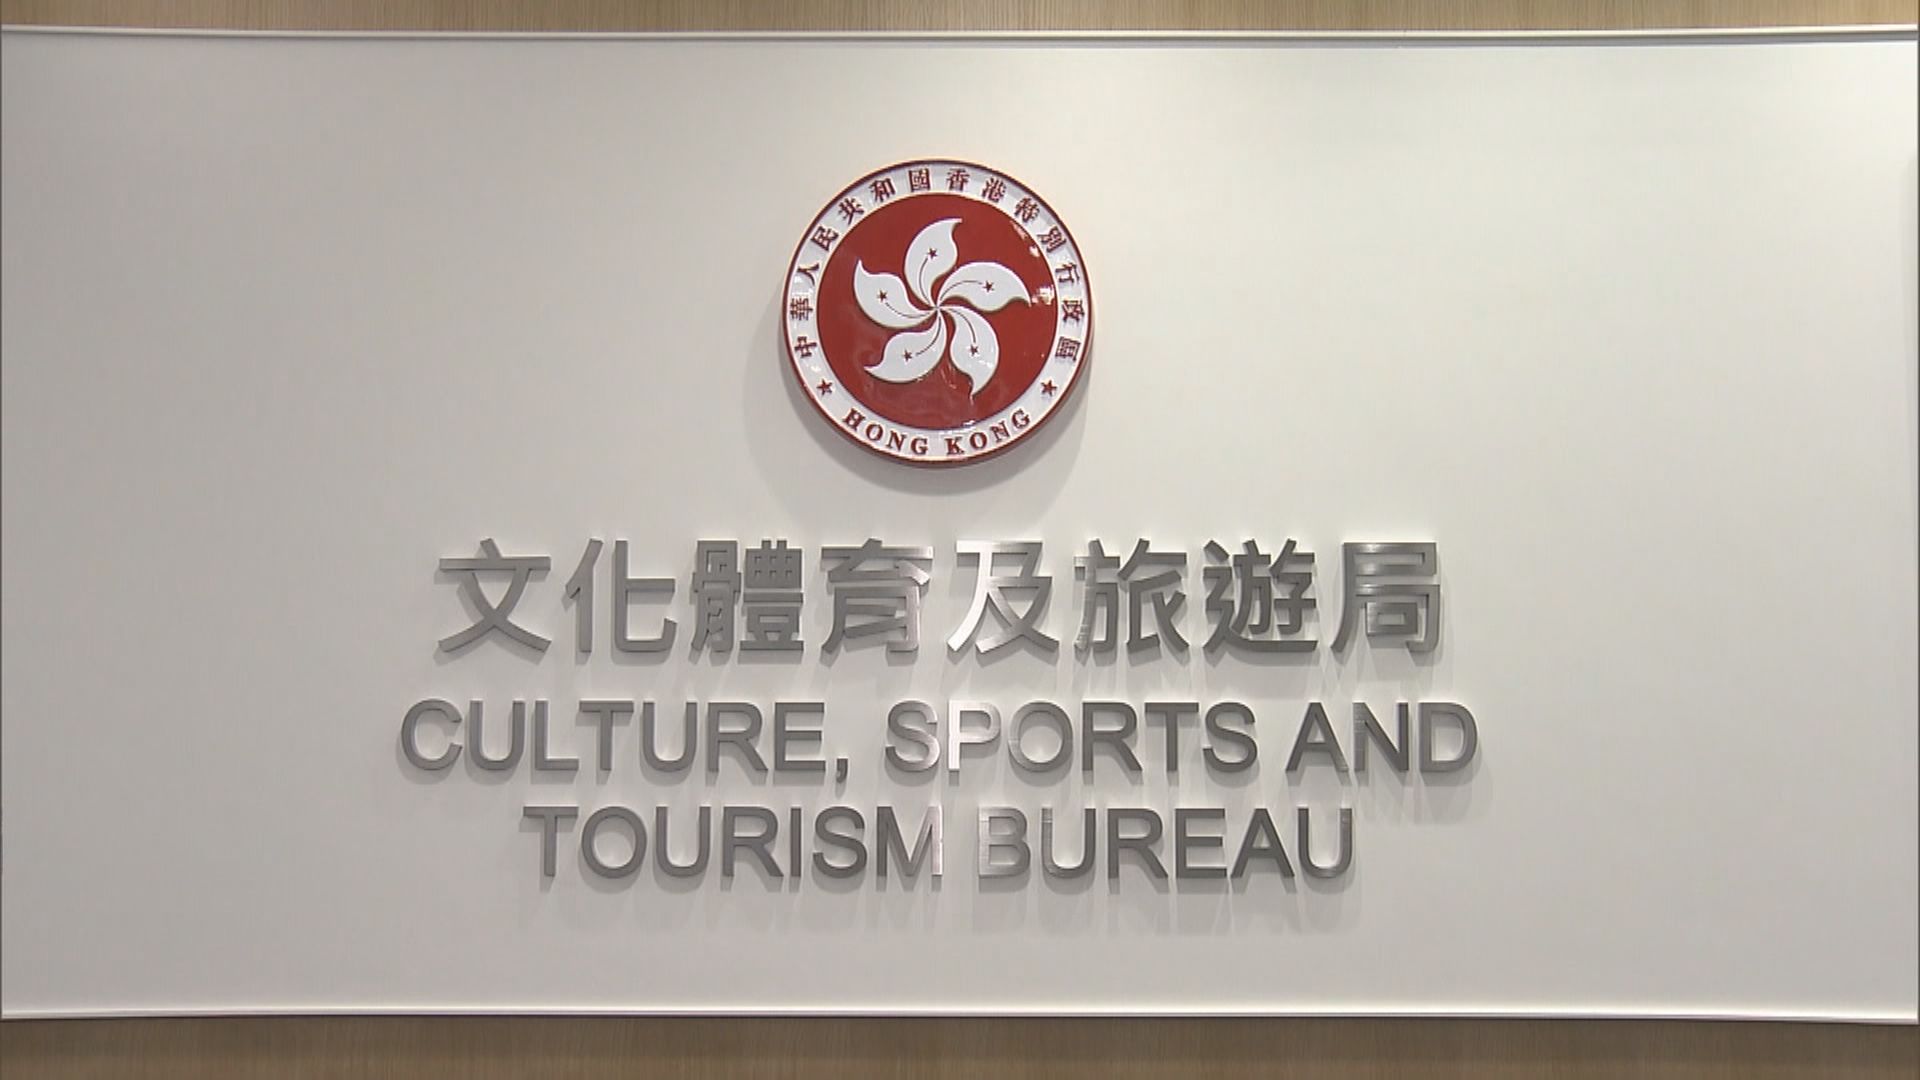 中華人民共和國香港特別行政區
HONG KONG
文化體育及旅遊局
CULTURE, SPORTS AND
TOURISM BUREAU